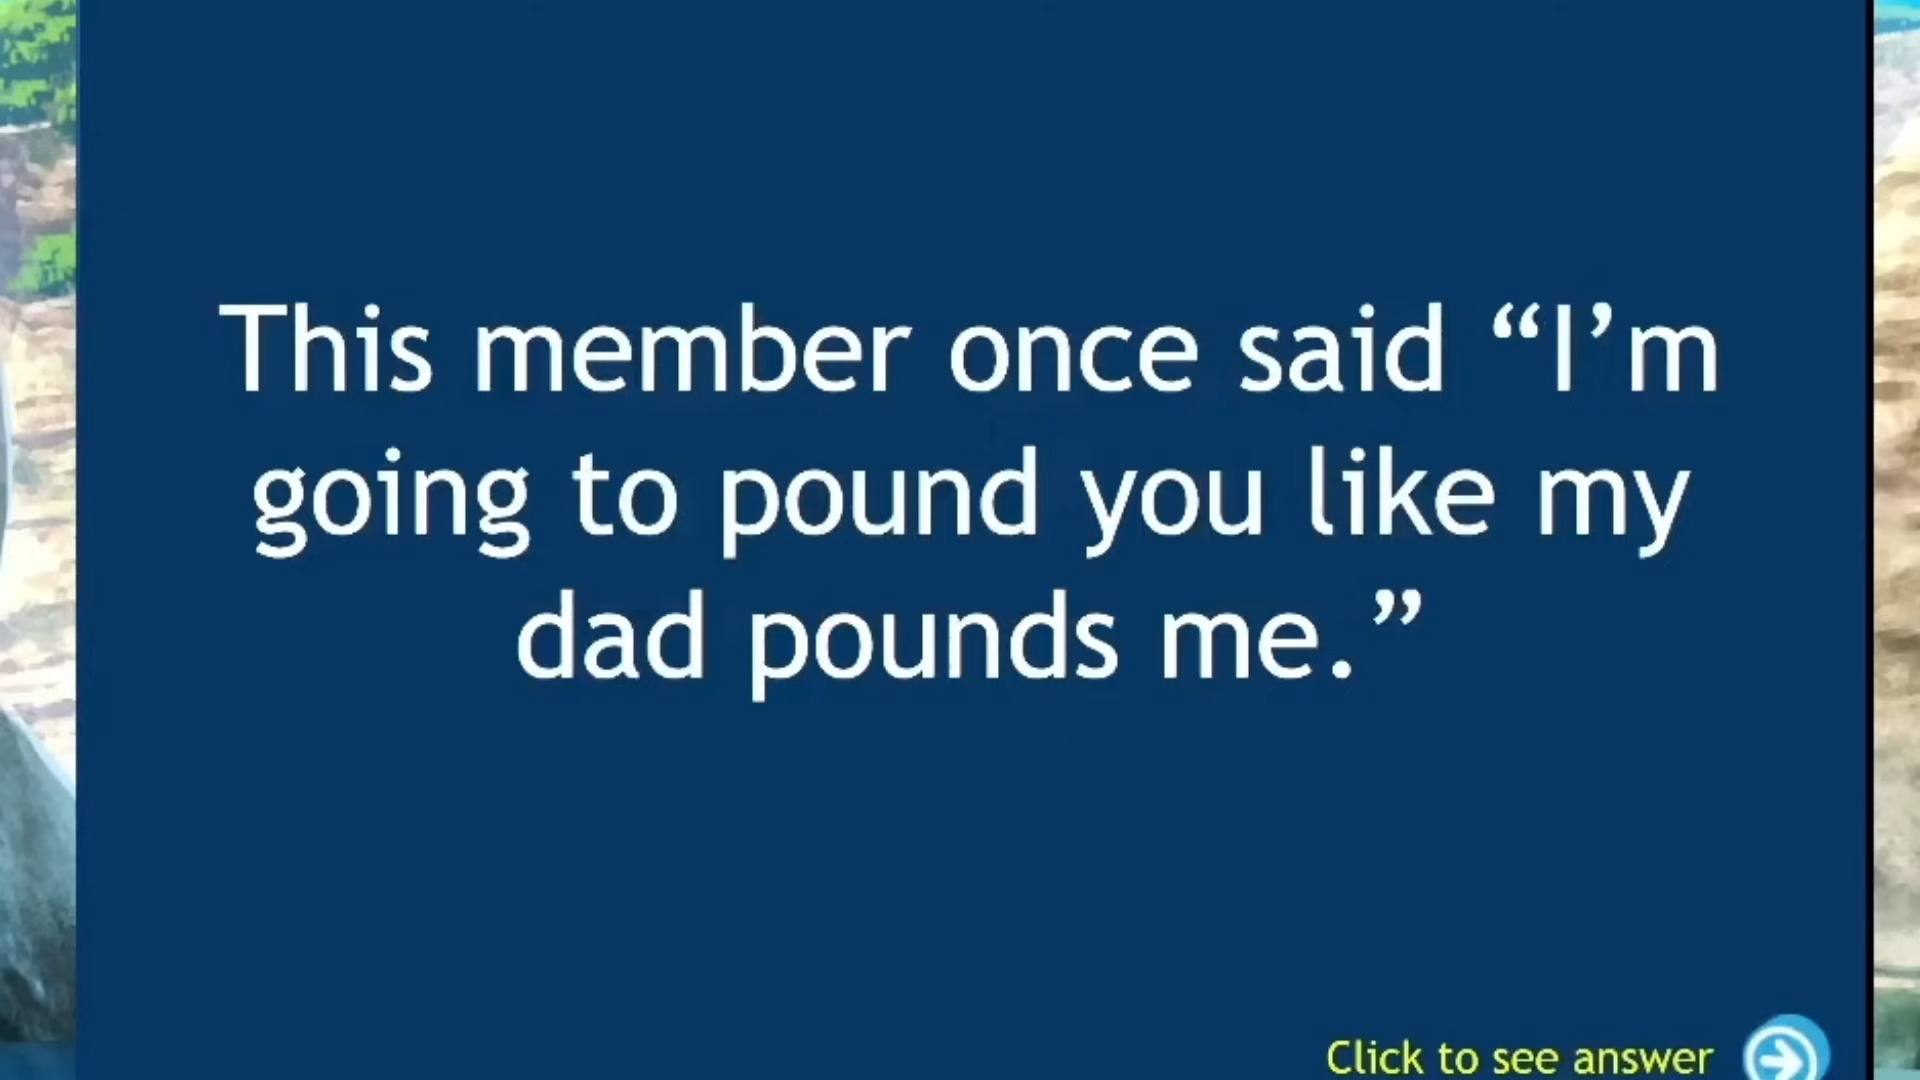 This member once said “I’m
going to pound you like my
dad pounds me.”
Click to see answer